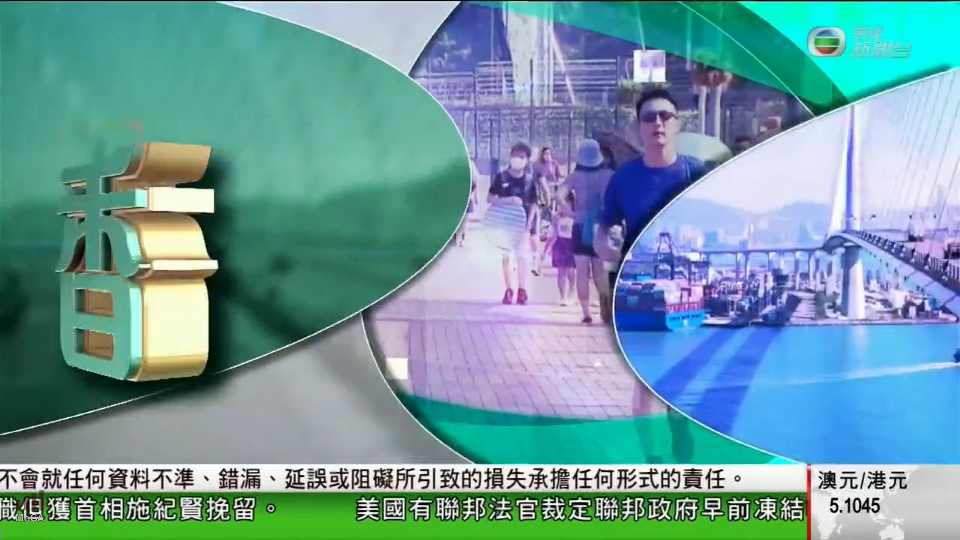 無綫新聞台
香
不會就任何資料不準、錯漏、延誤或阻礙所引致的損失承擔任何形式的責任。
澳元/港元
5.1045
職但獲首相施紀賢挽留。 美國有聯邦法官裁定聯邦政府早前凍結